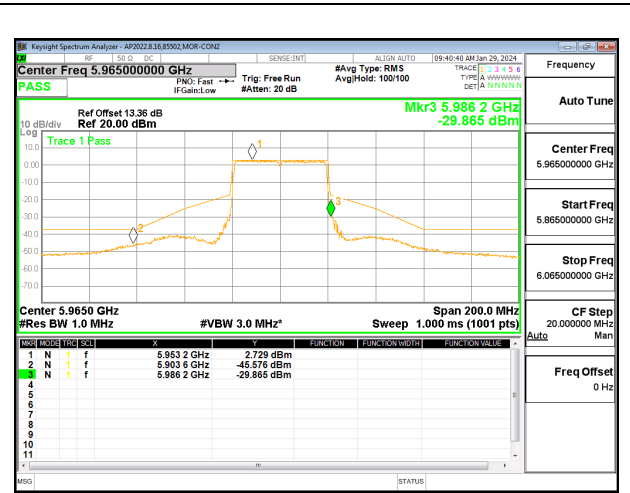 Keysight Spectrum Analyzer - AP2022.8.16,85502,MOR-CON2
RF 50 Ω DC SENSE:INT ALIGN AUTO 09:40:40 AM Jan 29, 2024
Center Freq 5.965000000 GHz
#Avg Type: RMS
TRACE 1 2 3 4 5 6
PASS
PNO: Fast
Trig: Free Run
Avg|Hold: 100/100
TYPE A WWWWW
IFGain:Low
#Atten: 20 dB
DET A N N N N N
Mkr3 5.986 2 GHz
Ref Offset 13.36 dB
10 dB/div Ref 20.00 dBm
-29.865 dBm
Log
Trace 1 Pass
10.0
0.00
-10.0
-20.0
-30.0
-40.0
-50.0
-60.0
-70.0
1
2
3
Center 5.9650 GHz Span 200.0 MHz
#Res BW 1.0 MHz #VBW 3.0 MHz* Sweep 1.000 ms (1001 pts)
MKR MODE TRC SCL X Y FUNCTION FUNCTION WIDTH FUNCTION VALUE
1 N 1 f 5.953 2 GHz 2.729 dBm
2 N 1 f 5.903 6 GHz -45.576 dBm
3 N 1 f 5.986 2 GHz -29.865 dBm
4
5
6
7
8
9
10
11
MSG STATUS
Frequency
Auto Tune
Center Freq
5.965000000 GHz
Start Freq
5.865000000 GHz
Stop Freq
6.065000000 GHz
CF Step
20.000000 MHz
Auto Man
Freq Offset
0 Hz